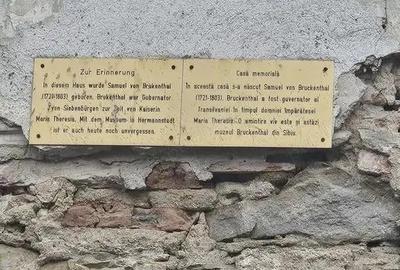 Zur Erinnerung
In diesem Haus wurde Samuel von Brukenthal
(1721-1803) geboren. Brukenthal war Gubernator
von Siebenbürgen zur Zeit von Kaiserin
Maria Theresia. Mit dem Museum in Hermannstadt
ist er auch heute noch unvergessen.
Casă memorială
În această casă s-a născut Samuel von Bruckenthal
(1721-1803). Bruckenthal a fost guvernator al
Transilvaniei în timpul domniei Împărătesei
Maria Theresia. O amintire vie este și astăzi
muzeul Bruckenthal din Sibiu.